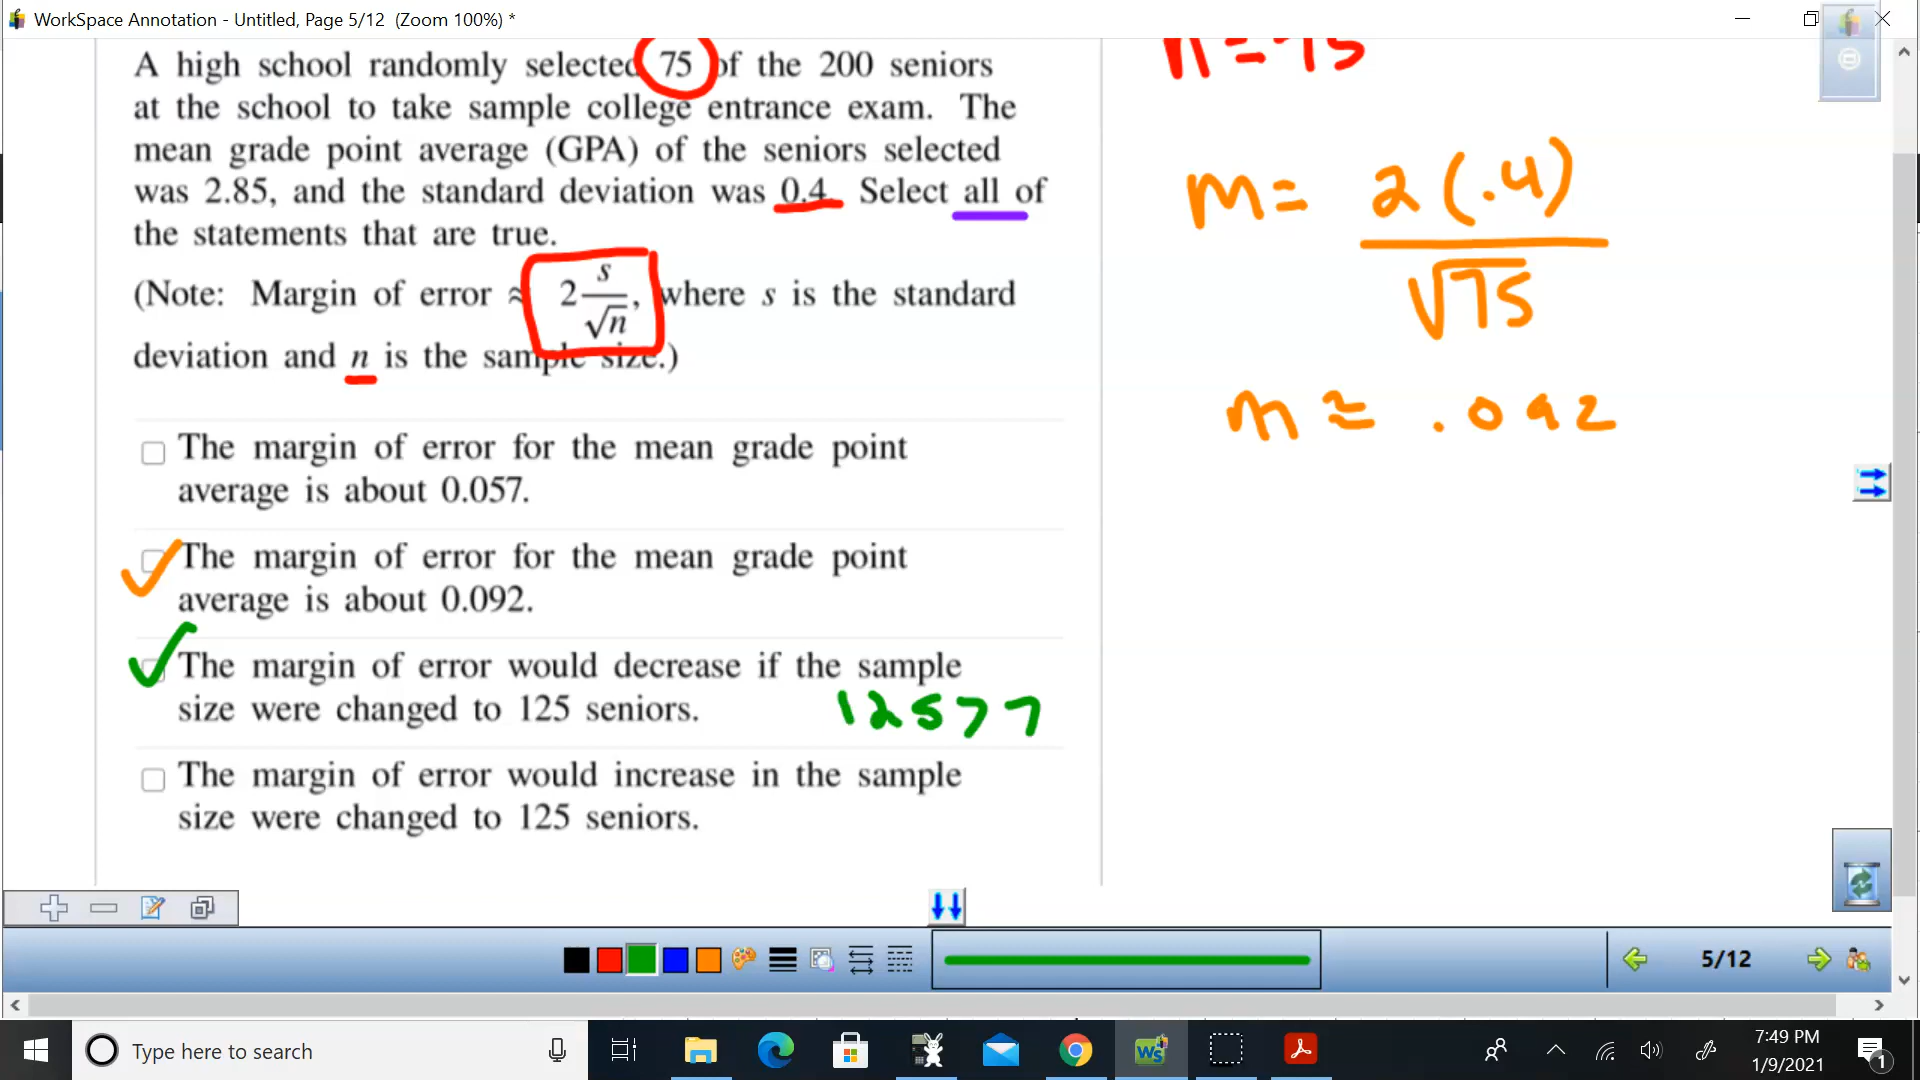 WorkSpace Annotation - Untitled, Page 5/12 (Zoom 100%) *
A high school randomly selected 75 of the 200 seniors
at the school to take sample college entrance exam. The
mean grade point average (GPA) of the seniors selected
was 2.85, and the standard deviation was 0.4. Select all of
the statements that are true.
(Note: Margin of error ≈ 2 s/√n, where s is the standard
deviation and n is the sample size.)
The margin of error for the mean grade point
average is about 0.057.
The margin of error for the mean grade point
average is about 0.092.
The margin of error would decrease if the sample
size were changed to 125 seniors.
12577
The margin of error would increase in the sample
size were changed to 125 seniors.
n=75
m= 2(.4)/√75
m≈ .092
5/12
Type here to search
WS
7:49 PM
1/9/2021
1